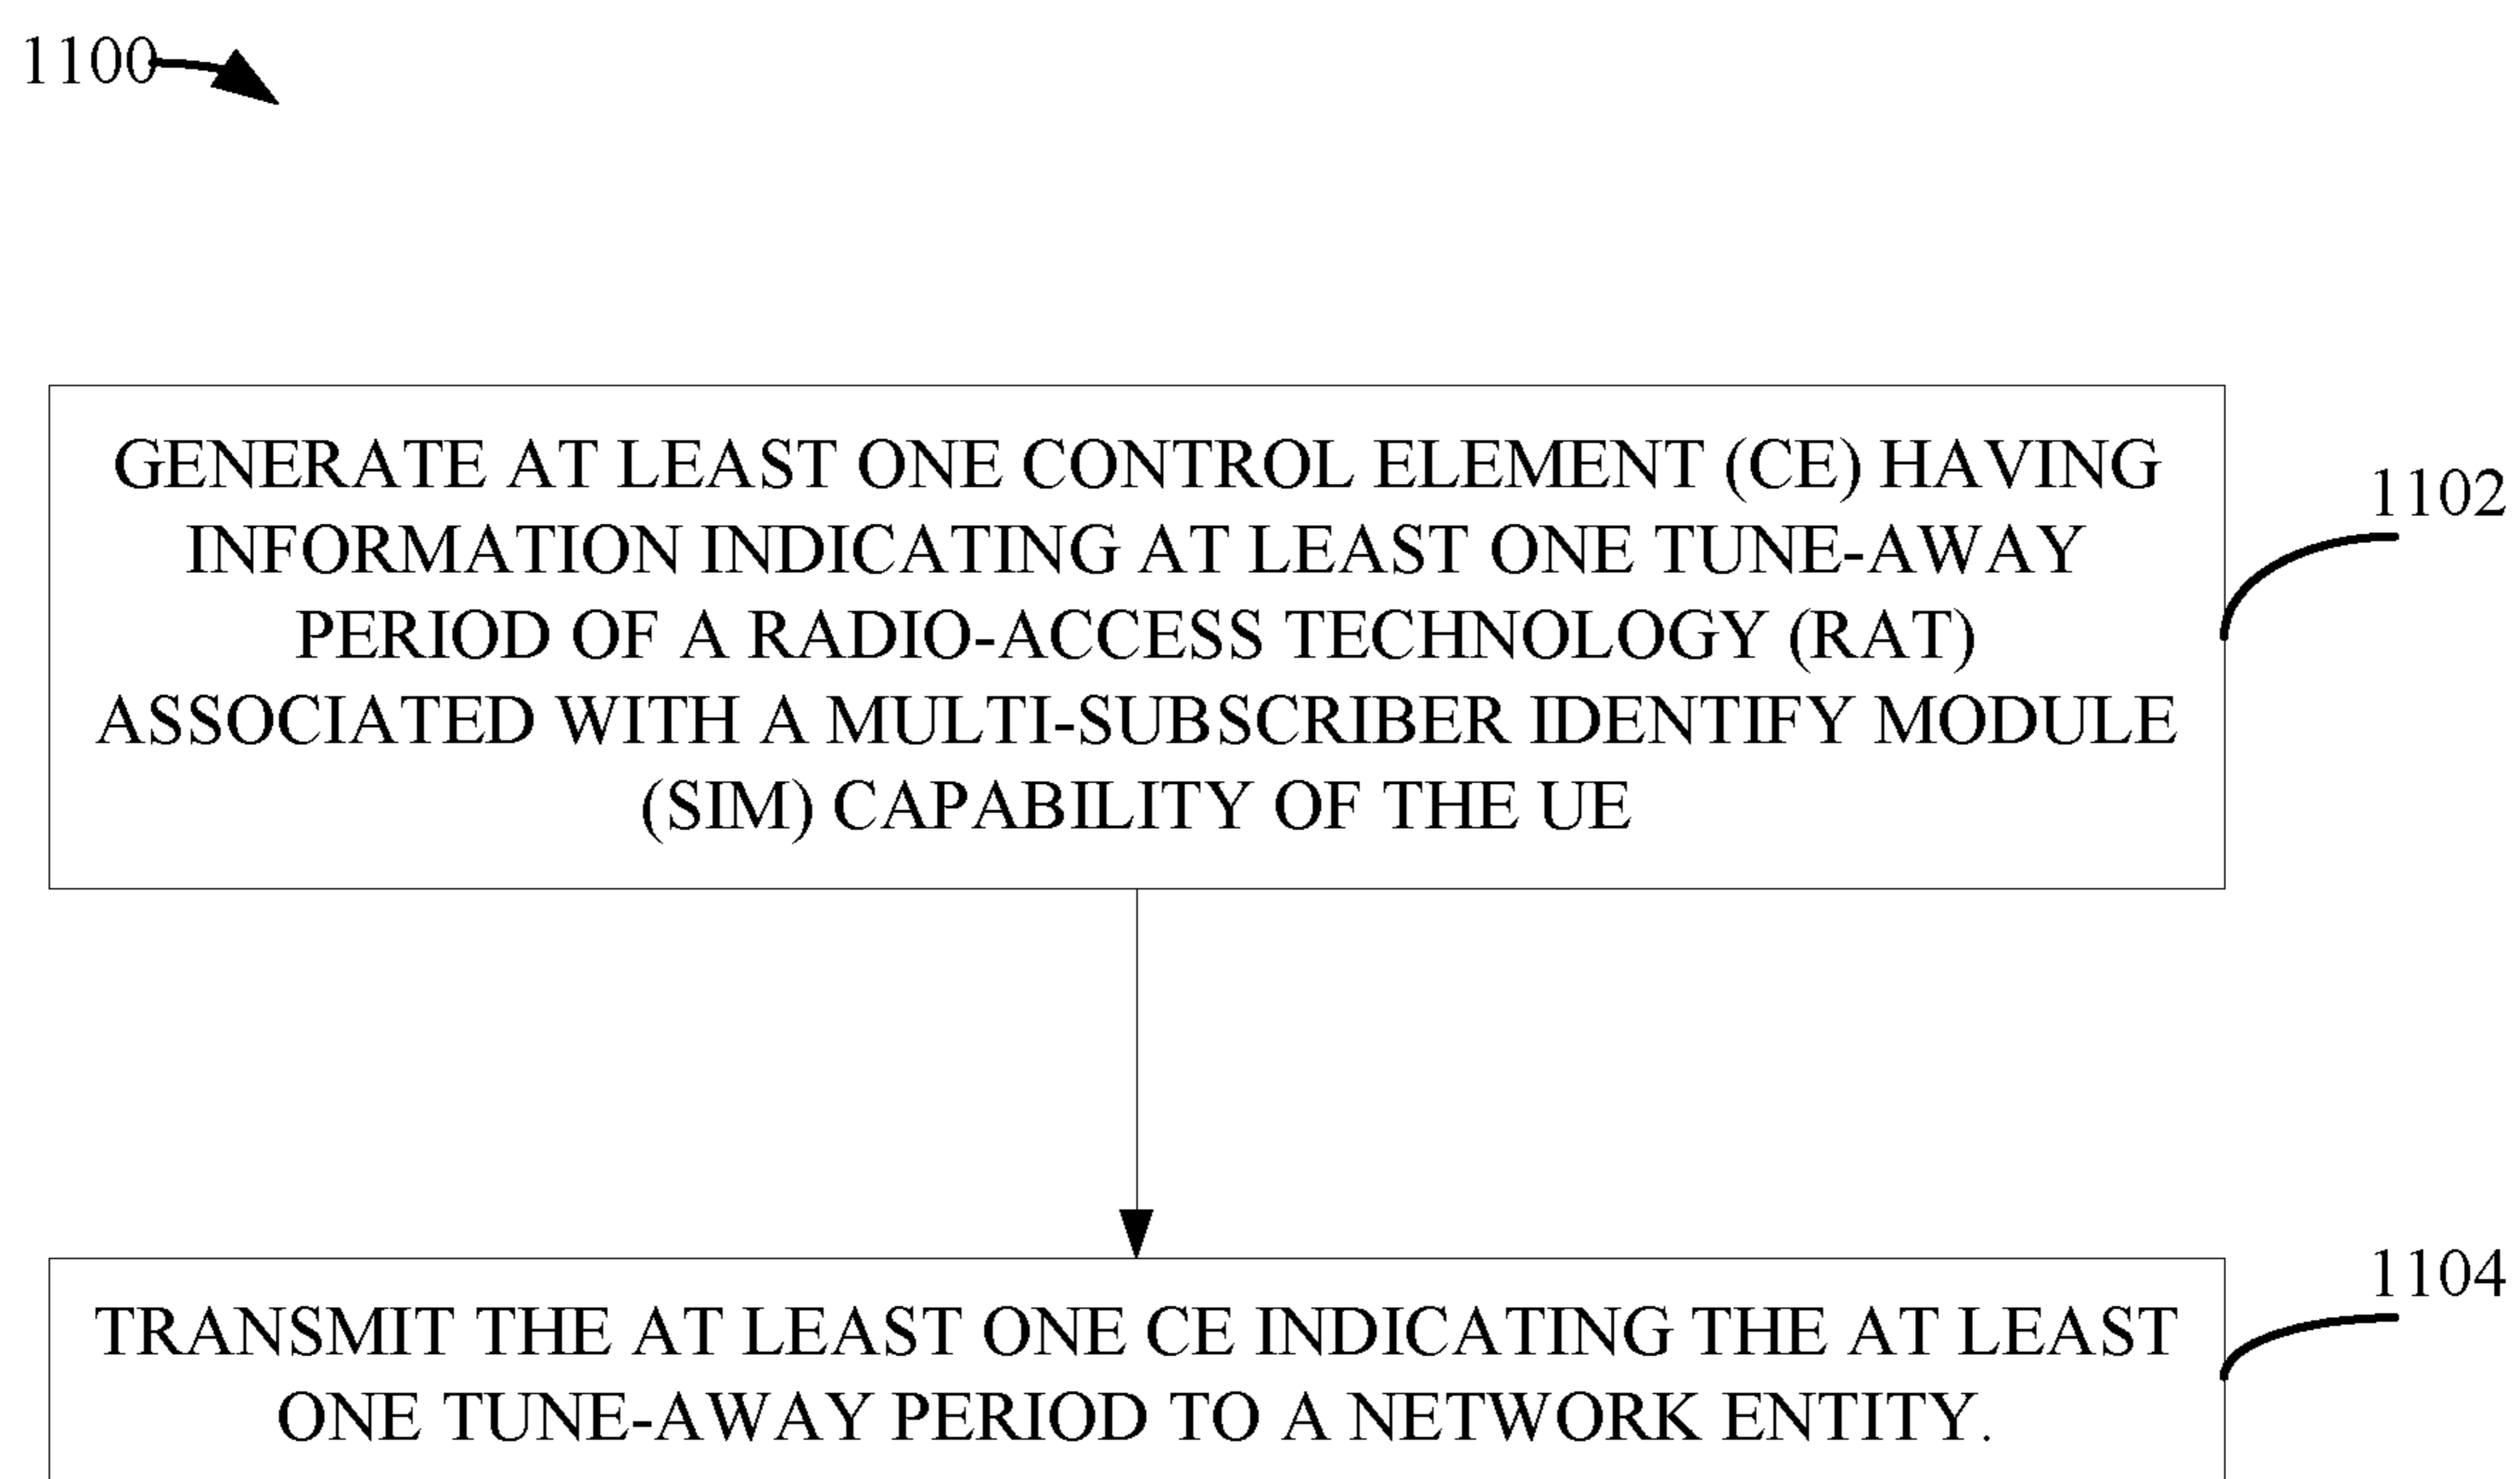 1100
GENERATE AT LEAST ONE CONTROL ELEMENT (CE) HAVING
INFORMATION INDICATING AT LEAST ONE TUNE-AWAY
PERIOD OF A RADIO-ACCESS TECHNOLOGY (RAT)
ASSOCIATED WITH A MULTI-SUBSCRIBER IDENTIFY MODULE
(SIM) CAPABILITY OF THE UE
1102
TRANSMIT THE AT LEAST ONE CE INDICATING THE AT LEAST
ONE TUNE-AWAY PERIOD TO A NETWORK ENTITY.
1104